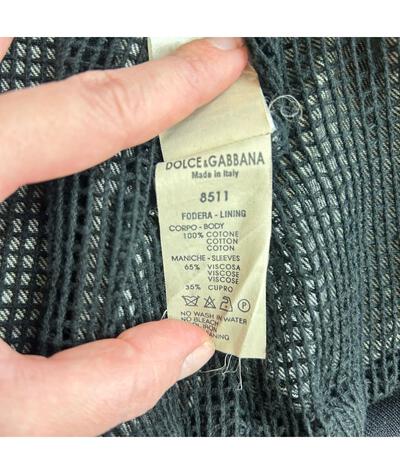 DOLCE & GABBANA
Made in Italy
8511
FODERA - LINING
CORPO - BODY
100% COTONE
COTTON
COTON
MANICHE - SLEEVES
65% VISCOSA
VISCOSE
VISCOSE
35% CUPRO
P
NO WASH IN WATER
NO BLEACH
IRON